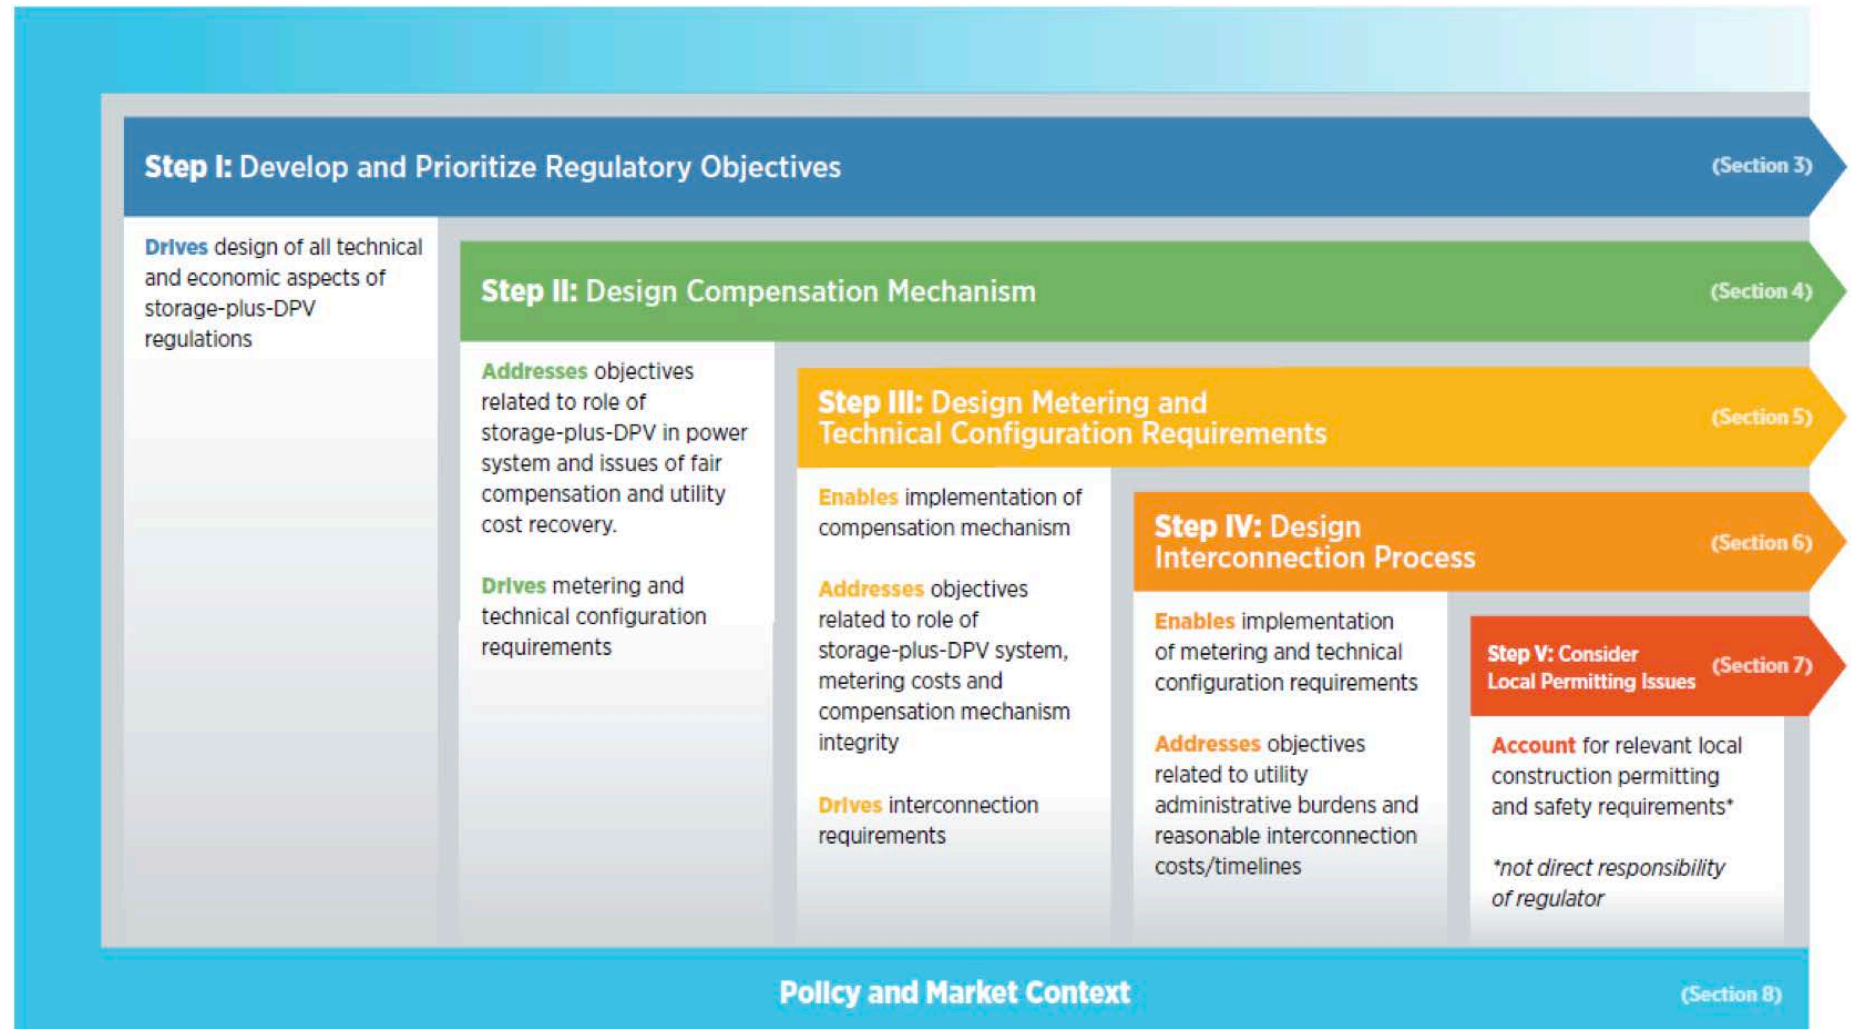 Step I: Develop and Prioritize Regulatory Objectives
(Section 3)
Drives design of all technical
and economic aspects of
storage-plus-DPV
regulations
Step II: Design Compensation Mechanism
(Section 4)
Addresses objectives
related to role of
storage-plus-DPV in power
system and issues of fair
compensation and utility
cost recovery.
Drives metering and
technical configuration
requirements
Step III: Design Metering and
Technical Configuration Requirements
(Section 5)
Enables implementation of
compensation mechanism
Addresses objectives
related to role of
storage-plus-DPV system,
metering costs and
compensation mechanism
integrity
Drives interconnection
requirements
Step IV: Design
Interconnection Process
(Section 6)
Enables implementation
of metering and technical
configuration requirements
Addresses objectives
related to utility
administrative burdens and
reasonable interconnection
costs/timelines
Step V: Consider
Local Permitting Issues
(Section 7)
Account for relevant local
construction permitting
and safety requirements*
*not direct responsibility
of regulator
Policy and Market Context
(Section 8)